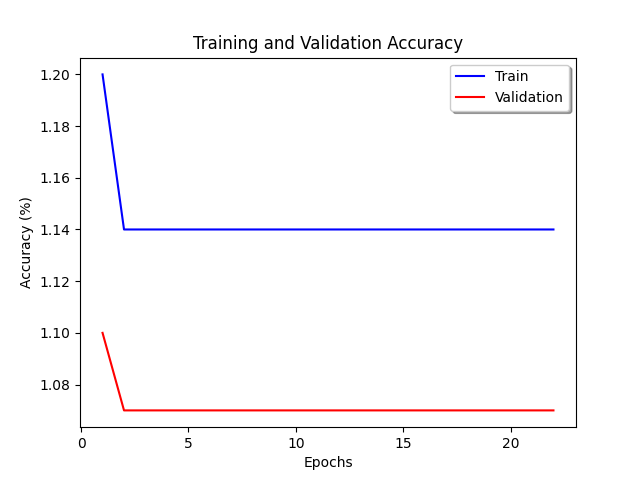 Training and Validation Accuracy
Train
Validation
1.20
1.18
1.16
1.14
1.12
1.10
1.08
Accuracy (%)
0 5 10 15 20
Epochs